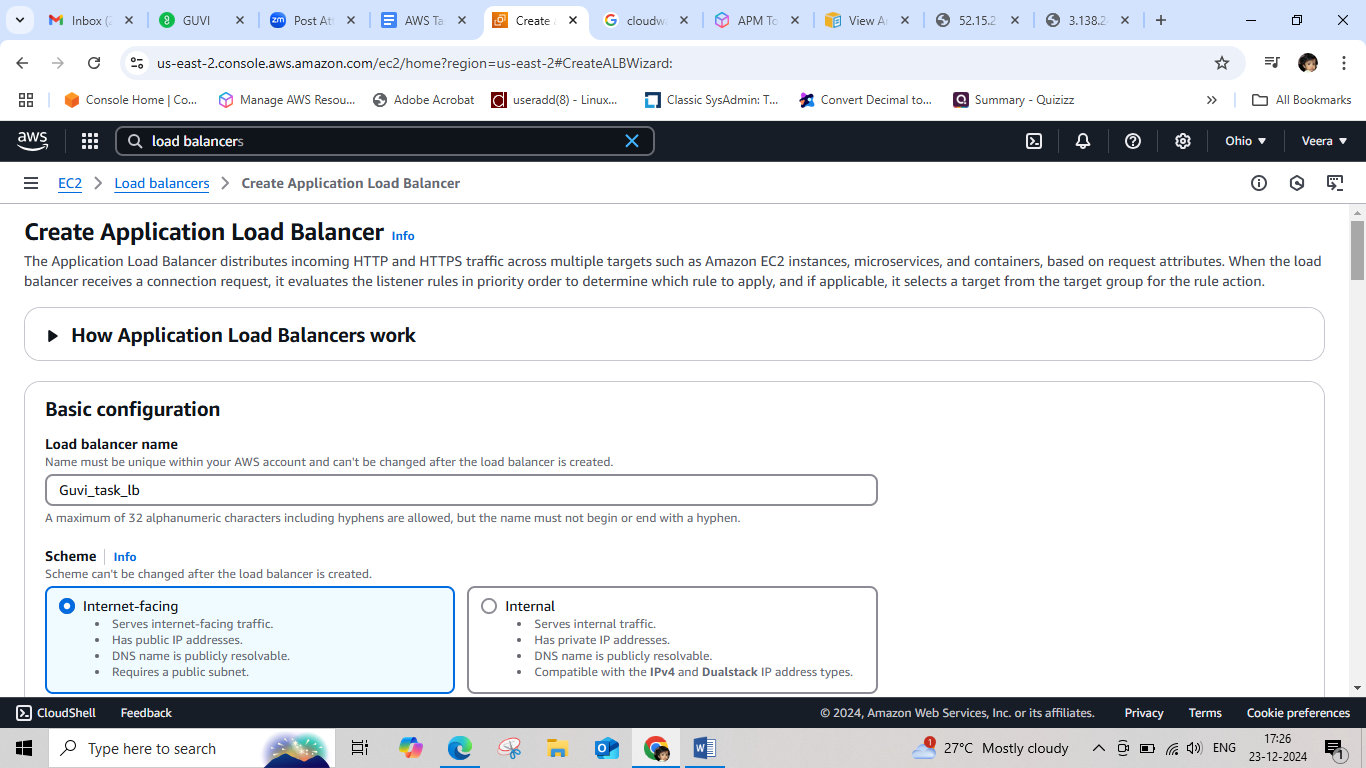 Inbox (
GUVI
Post At
AWS Ta
Create
cloudw
APM To
View A
52.15.2
3.138.2
us-east-2.console.aws.amazon.com/ec2/home?region=us-east-2#CreateALBWizard:
Console Home | Co...
Manage AWS Resou...
Adobe Acrobat
useradd(8) - Linux...
Classic SysAdmin: T...
Convert Decimal to...
Summary - Quizizz
All Bookmarks
aws
load balancers
Ohio
Veera
EC2
Load balancers
Create Application Load Balancer
Create Application Load Balancer Info
The Application Load Balancer distributes incoming HTTP and HTTPS traffic across multiple targets such as Amazon EC2 instances, microservices, and containers, based on request attributes. When the load
balancer receives a connection request, it evaluates the listener rules in priority order to determine which rule to apply, and if applicable, it selects a target from the target group for the rule action.
How Application Load Balancers work
Basic configuration
Load balancer name
Name must be unique within your AWS account and can't be changed after the load balancer is created.
Guvi_task_lb
A maximum of 32 alphanumeric characters including hyphens are allowed, but the name must not begin or end with a hyphen.
Scheme Info
Scheme can't be changed after the load balancer is created.
Internet-facing
• Serves internet-facing traffic.
• Has public IP addresses.
• DNS name is publicly resolvable.
• Requires a public subnet.
Internal
• Serves internal traffic.
• Has private IP addresses.
• DNS name is publicly resolvable.
• Compatible with the IPv4 and Dualstack IP address types.
CloudShell
Feedback
© 2024, Amazon Web Services, Inc. or its affiliates.
Privacy
Terms
Cookie preferences
Type here to search
27°C Mostly cloudy
ENG
17:26
23-12-2024